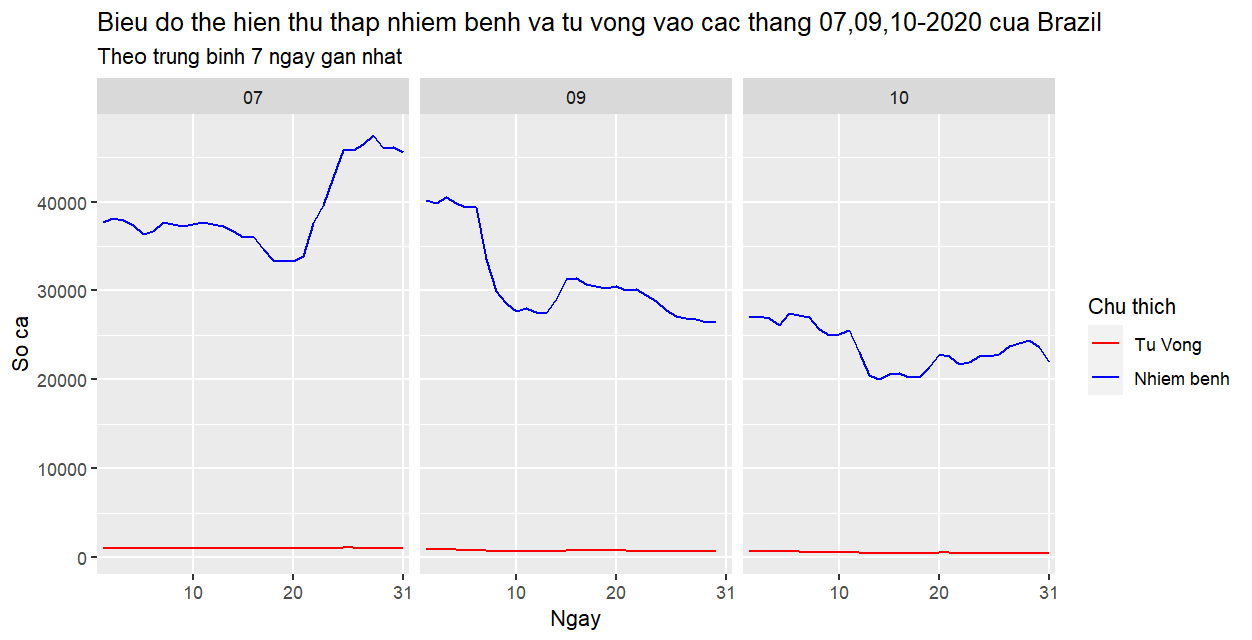 Bieu do the hien thu thap nhiem benh va tu vong vao cac thang 07,09,10-2020 cua Brazil
Theo trung binh 7 ngay gan nhat
07
09
10
So ca
40000
30000
20000
10000
0
10
20
31
10
20
31
10
20
31
Ngay
Chu thich
Tu Vong
Nhiem benh